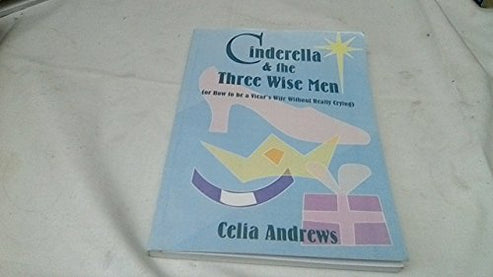 Cinderella
& the
Three Wise Men
(or How to be a Vicar's Wife Without Really Crying)
Celia Andrews